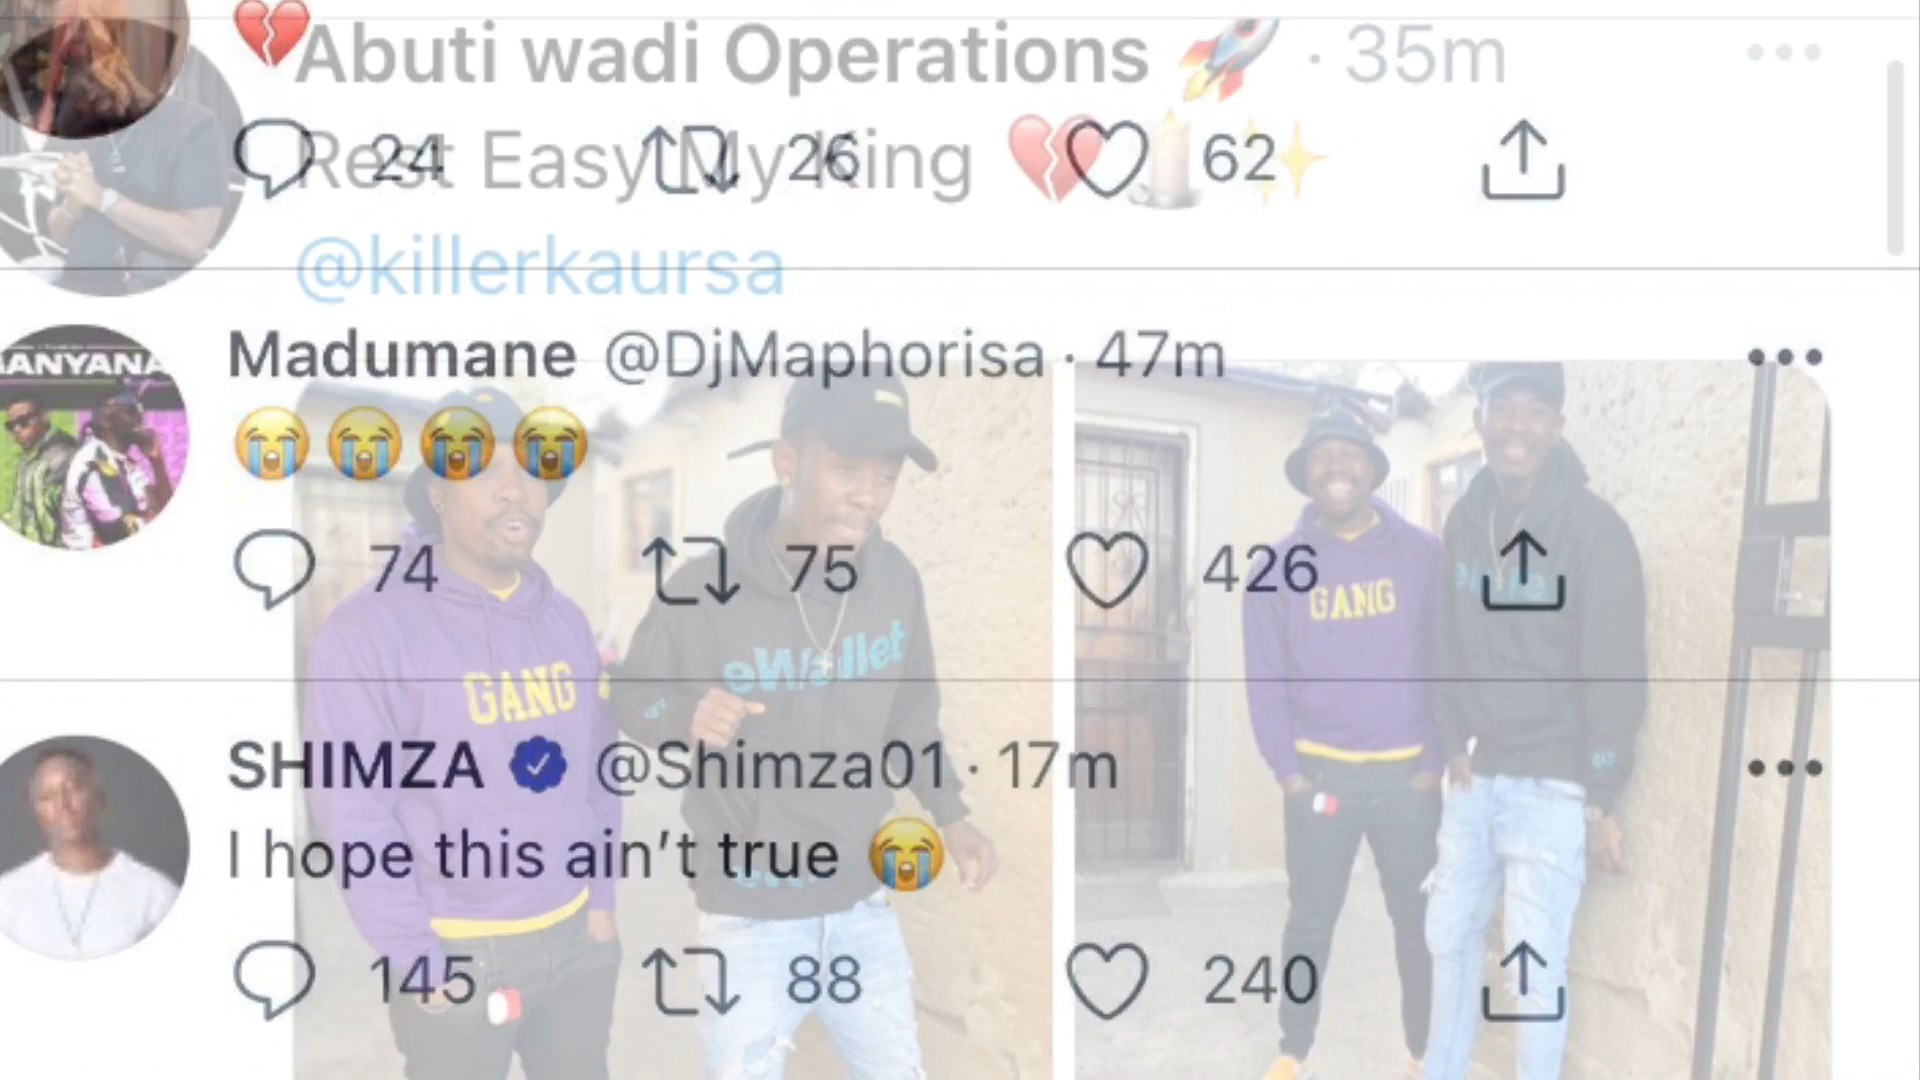 Abuti wadi Operations 🚀 · 35m
💔
Rest Easy My King 💔🕯️✨
24 26 62
@killerkaursa
ANYANA
Madumane @DjMaphorisa · 47m
😭😭😭😭
74 75 426
GANG
eWallet
GANG
SHIMZA @Shimza01 · 17m
I hope this ain't true 😭
145 88 240